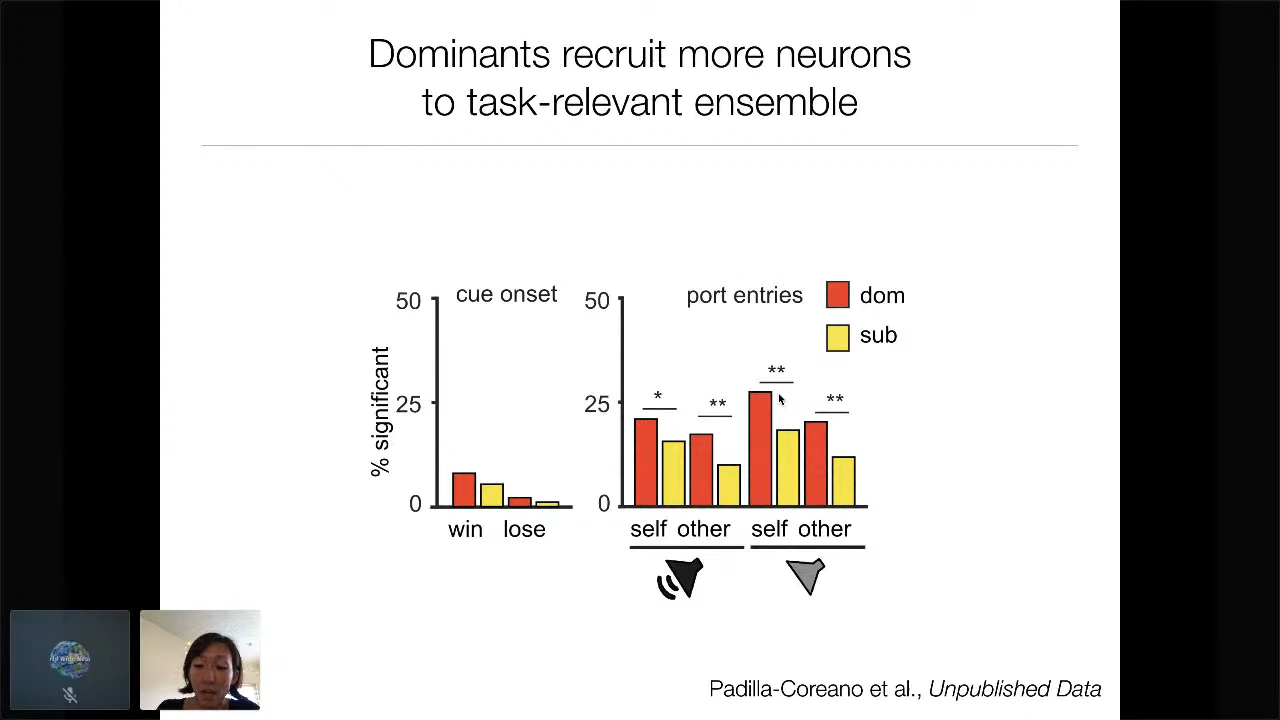 Dominants recruit more neurons
to task-relevant ensemble
50 cue onset
25
0
% significant
win lose
50 port entries
25
0
* ** ** **
dom
sub
self other self other
Padilla-Coreano et al., Unpublished Data